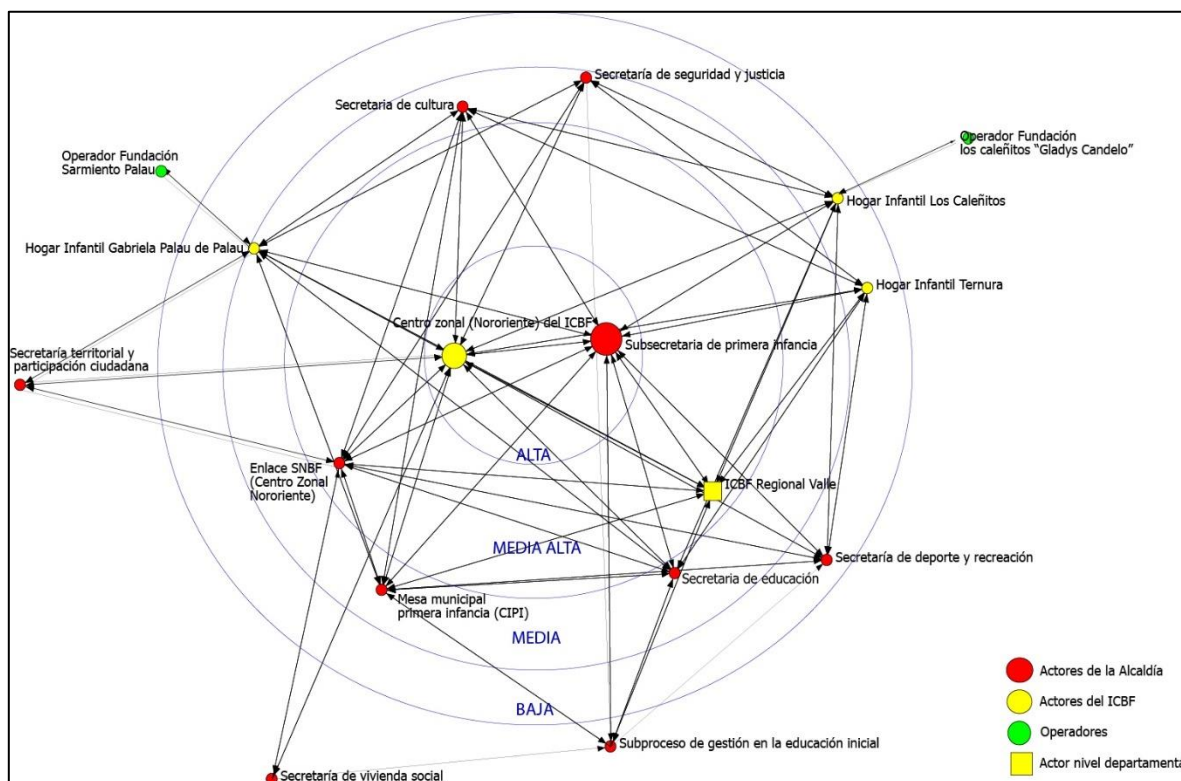 Secretaría de seguridad y justicia
Secretaria de cultura
Operador Fundación
los caleñitos “Gladys Candelo”
Operador Fundación
Sarmiento Palau
Hogar Infantil Los Caleñitos
Hogar Infantil Gabriela Palau de Palau
Hogar Infantil Ternura
Centro zonal (Nororiente) del ICBF
Subsecretaria de primera infancia
Secretaría territorial y
participación ciudadana
ALTA
Enlace SNBF
(Centro Zonal
Nororiente)
ICBF Regional Valle
MEDIA ALTA
Secretaría de deporte y recreación
Secretaria de educación
Mesa municipal
primera infancia (CIPI)
MEDIA
BAJA
Subproceso de gestión en la educación inicial
Secretaría de vivienda social
Actores de la Alcaldía
Actores del ICBF
Operadores
Actor nivel departamenta